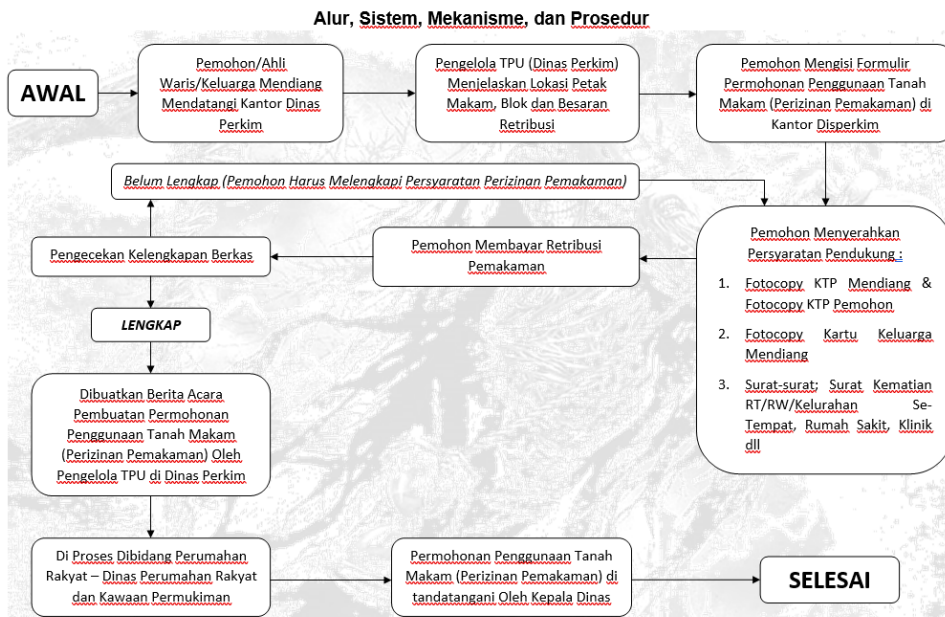 Alur, Sistem, Mekanisme, dan Prosedur
AWAL
Pemohon/Ahli
Waris/Keluarga Mendiang
Mendatangi Kantor Dinas
Perkim
Pengelola TPU (Dinas Perkim)
Menjelaskan Lokasi Petak
Makam, Blok dan Besaran
Retribusi
Pemohon Mengisi Formulir
Permohonan Penggunaan Tanah
Makam (Perizinan Pemakaman) di
Kantor Disperkim
Belum Lengkap (Pemohon Harus Melengkapi Persyaratan Perizinan Pemakaman)
Pemohon Menyerahkan
Persyaratan Pendukung :
1. Fotocopy KTP Mendiang &
Fotocopy KTP Pemohon
2. Fotocopy Kartu Keluarga
Mendiang
3. Surat-surat; Surat Kematian
RT/RW/Kelurahan Se-
Tempat, Rumah Sakit, Klinik
dll
Pemohon Membayar Retribusi
Pemakaman
Pengecekan Kelengkapan Berkas
LENGKAP
Dibuatkan Berita Acara
Pembuatan Permohonan
Penggunaan Tanah Makam
(Perizinan Pemakaman) Oleh
Pengelola TPU di Dinas Perkim
Di Proses Dibidang Perumahan
Rakyat – Dinas Perumahan Rakyat
dan Kawaan Permukiman
Permohonan Penggunaan Tanah
Makam (Perizinan Pemakaman) di
tandatangani Oleh Kepala Dinas
SELESAI